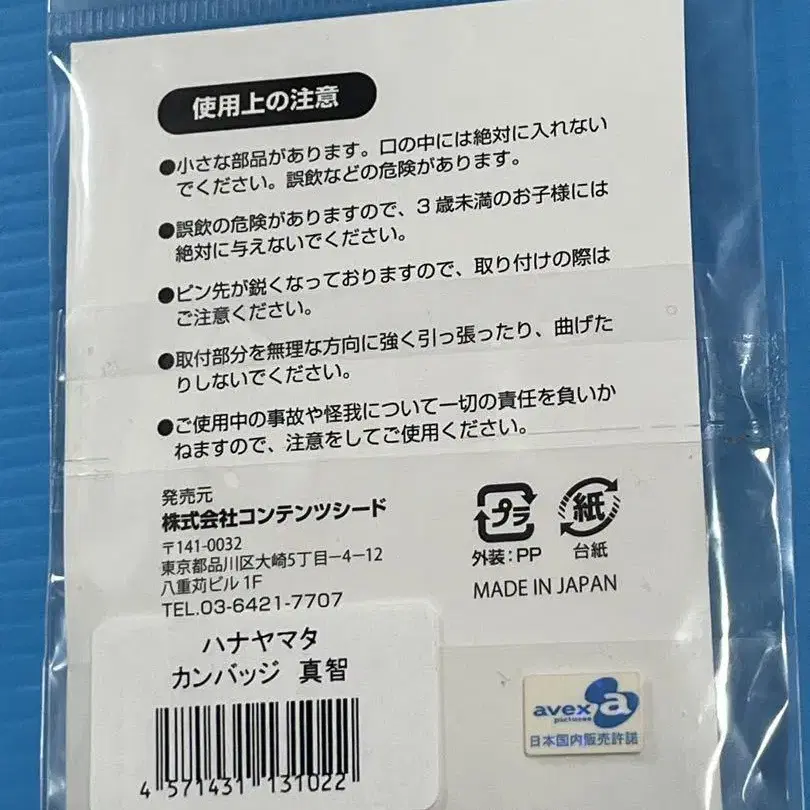 使用上の注意
●小さな部品があります。口の中には絶対に入れない
でください。誤飲などの危険があります。
●誤飲の危険がありますので、3歳未満のお子様には
絶対に与えないでください。
●ピン先が鋭くなっておりますので、取り付けの際は
ご注意ください。
●取付部分を無理な方向に強く引っ張ったり、曲げた
りしないでください。
●ご使用中の事故や怪我について一切の責任を負いか
ねますので、注意をしてご使用ください。
発売元
株式会社コンテンツシード
〒141-0032
東京都品川区大崎5丁目−4−12
八重苅ビル 1F
TEL.03-6421-7707
プラ
外装:PP
紙
台紙
MADE IN JAPAN
ハナヤマタ
カンバッジ 真智
4 571431 131022
avex a
pictures
日本国内販売許諾